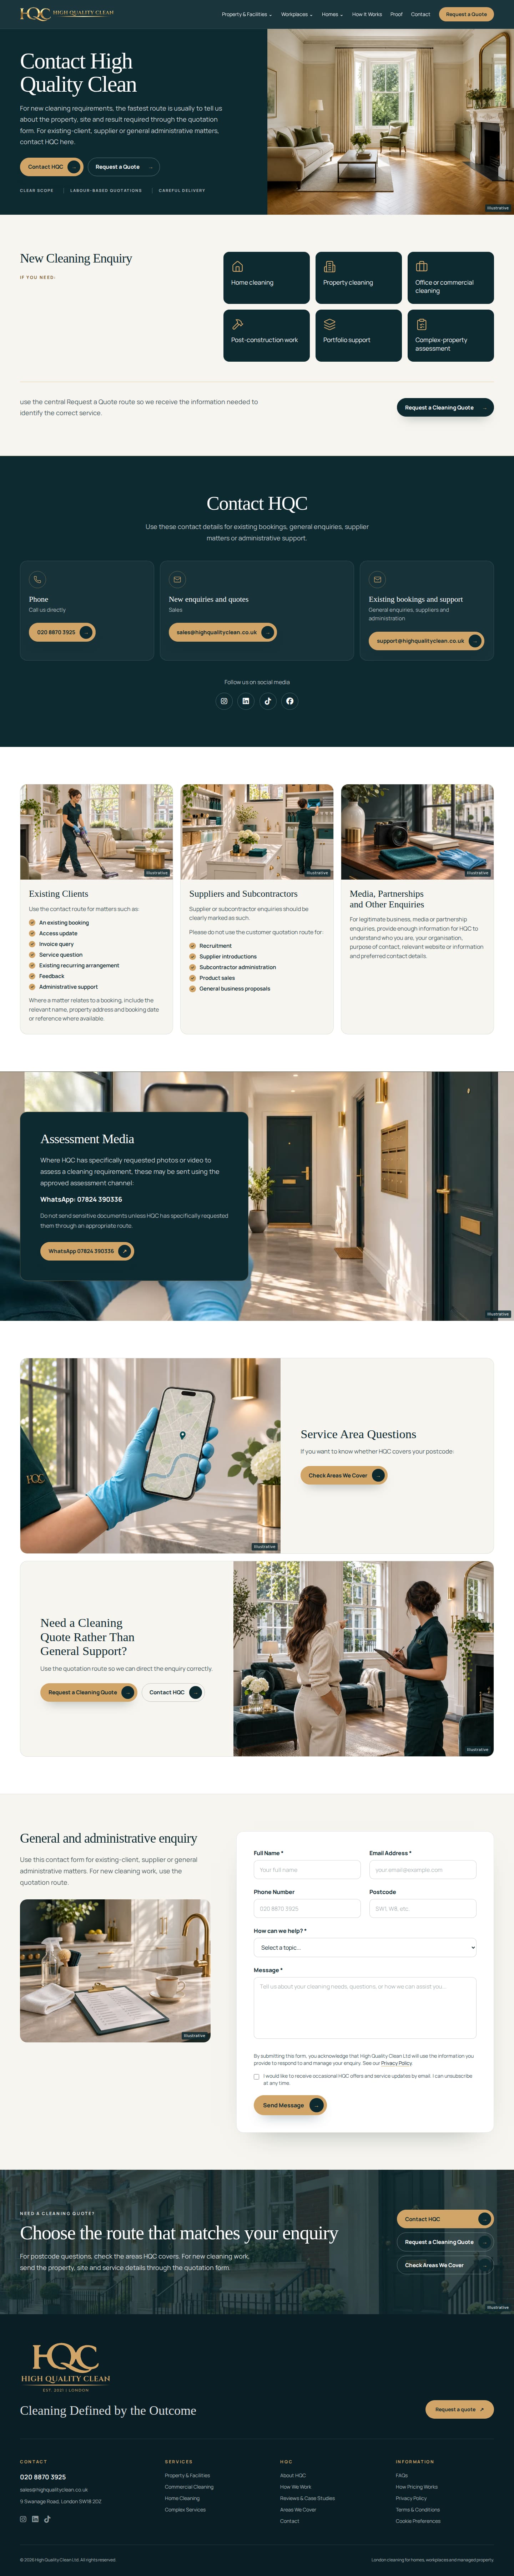 HQC HIGH QUALITY CLEAN
Property & Facilities
Workplaces
Homes
How It Works
Proof
Contact
Request a Quote
Contact High
Quality Clean
For new cleaning requirements, the fastest route is usually to tell us
about the property, site and result required through the quotation
form. For existing-client, supplier or general administrative matters,
contact HQC here.
Contact HQC
Request a Quote
CLEAR SCOPE
LABOUR-BASED QUOTATIONS
CAREFUL DELIVERY
Illustrative
New Cleaning Enquiry
IF YOU NEED:
Home cleaning
Property cleaning
Office or commercial
cleaning
Post-construction work
Portfolio support
Complex-property
assessment
use the central Request a Quote route so we receive the information needed to
identify the correct service.
Request a Cleaning Quote
Contact HQC
Use these contact details for existing bookings, general enquiries, supplier
matters or administrative support.
Phone
Call us directly
020 8870 3925
New enquiries and quotes
Sales
sales@highqualityclean.co.uk
Existing bookings and support
General enquiries, suppliers and
administration
support@highqualityclean.co.uk
Follow us on social media
Illustrative
Existing Clients
Use the contact route for matters such as:
An existing booking
Access update
Invoice query
Service question
Existing recurring arrangement
Feedback
Administrative support
Where a matter relates to a booking, include the
relevant name, property address and booking date
or reference where available.
Illustrative
Suppliers and Subcontractors
Supplier or subcontractor enquiries should be
clearly marked as such.
Please do not use the customer quotation route for:
Recruitment
Supplier introductions
Subcontractor administration
Product sales
General business proposals
Illustrative
Media, Partnerships
and Other Enquiries
For legitimate business, media or partnership
enquiries, provide enough information for HQC to
understand who you are, your organisation,
purpose of contact, relevant website or information
and preferred contact details.
Assessment Media
Where HQC has specifically requested photos or video to
assess a cleaning requirement, these may be sent using the
approved assessment channel:
WhatsApp: 07824 390336
Do not send sensitive documents unless HQC has specifically requested
them through an appropriate route.
WhatsApp 07824 390336
Illustrative
HQC
Illustrative
Service Area Questions
If you want to know whether HQC covers your postcode:
Check Areas We Cover
Need a Cleaning
Quote Rather Than
General Support?
Use the quotation route so we can direct the enquiry correctly.
Request a Cleaning Quote
Contact HQC
Illustrative
General and administrative enquiry
Use this contact form for existing-client, supplier or general
administrative matters. For new cleaning work, use the
quotation route.
Illustrative
Full Name *
Your full name
Email Address *
your.email@example.com
Phone Number
020 8870 3925
Postcode
SW1, W8, etc.
How can we help? *
Select a topic...
Message *
Tell us about your cleaning needs, questions, or how we can assist you...
By submitting this form, you acknowledge that High Quality Clean Ltd will use the information you
provide to respond to and manage your enquiry. See our Privacy Policy.
I would like to receive occasional HQC offers and service updates by email. I can unsubscribe
at any time.
Send Message
NEED A CLEANING QUOTE?
Choose the route that matches your enquiry
For postcode questions, check the areas HQC covers. For new cleaning work,
send the property, site and service details through the quotation form.
Contact HQC
Request a Cleaning Quote
Check Areas We Cover
Illustrative
HQC
HIGH QUALITY CLEAN
EST. 2021 | LONDON
Cleaning Defined by the Outcome
Request a quote
CONTACT
020 8870 3925
sales@highqualityclean.co.uk
9 Swanage Road, London SW18 2DZ
SERVICES
Property & Facilities
Commercial Cleaning
Home Cleaning
Complex Services
HQC
About HQC
How We Work
Reviews & Case Studies
Areas We Cover
Contact
INFORMATION
FAQs
How Pricing Works
Privacy Policy
Terms & Conditions
Cookie Preferences
© 2026 High Quality Clean Ltd. All rights reserved.
London cleaning for homes, workplaces and managed property.